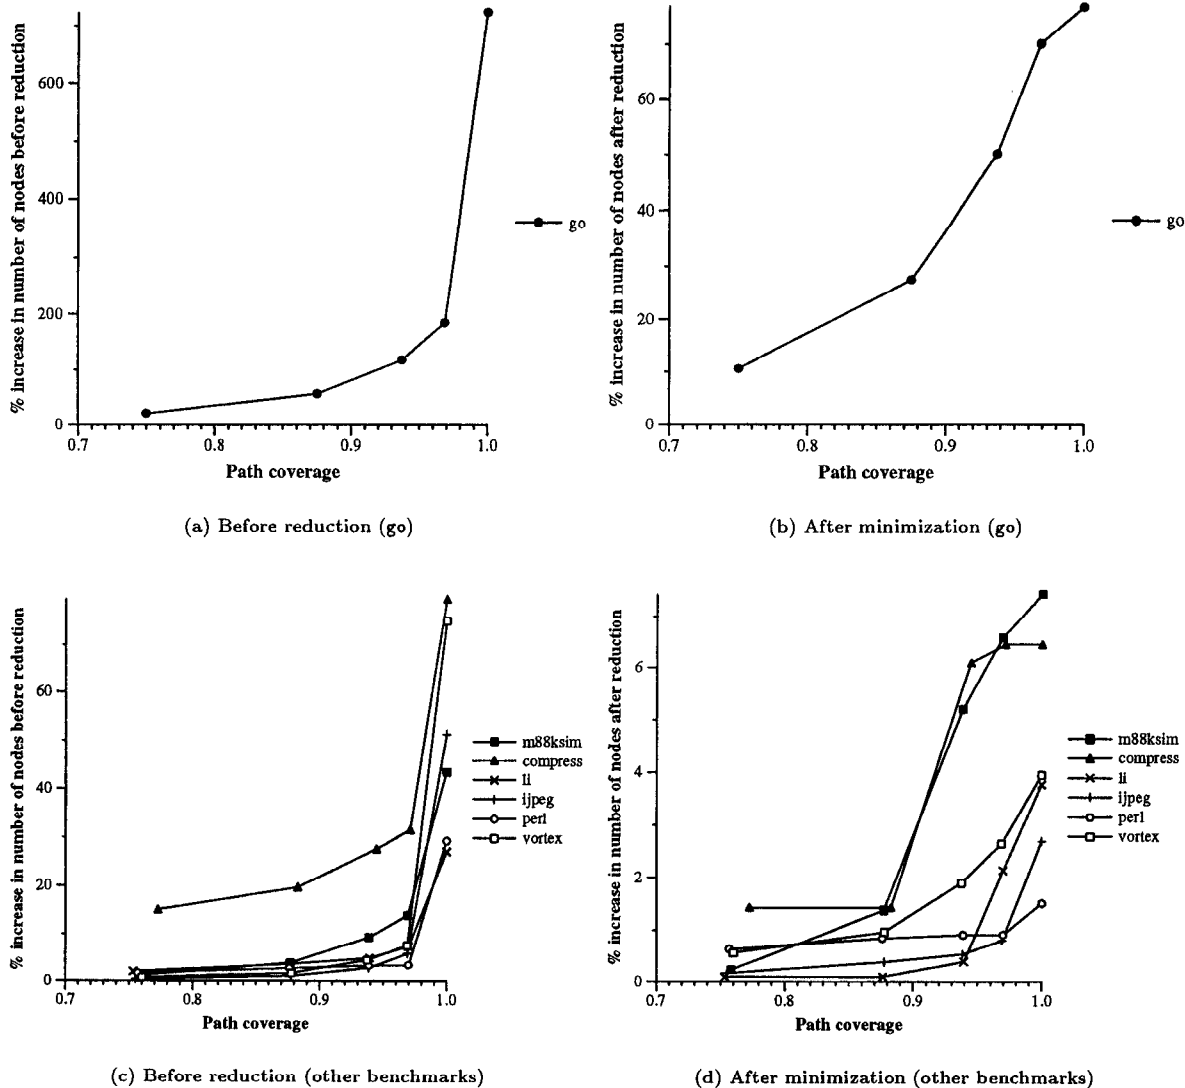 % increase in number of nodes before reduction
600
400
200
0
0.7
0.8
0.9
1.0
Path coverage
go
(a) Before reduction (go)
% increase in number of nodes after reduction
60
40
20
0
0.7
0.8
0.9
1.0
Path coverage
go
(b) After minimization (go)
% increase in number of nodes before reduction
60
40
20
0
0.7
0.8
0.9
1.0
Path coverage
m88ksim
compress
li
ijpeg
perl
vortex
(c) Before reduction (other benchmarks)
% increase in number of nodes after reduction
6
4
2
0
0.7
0.8
0.9
1.0
Path coverage
m88ksim
compress
li
ijpeg
perl
vortex
(d) After minimization (other benchmarks)